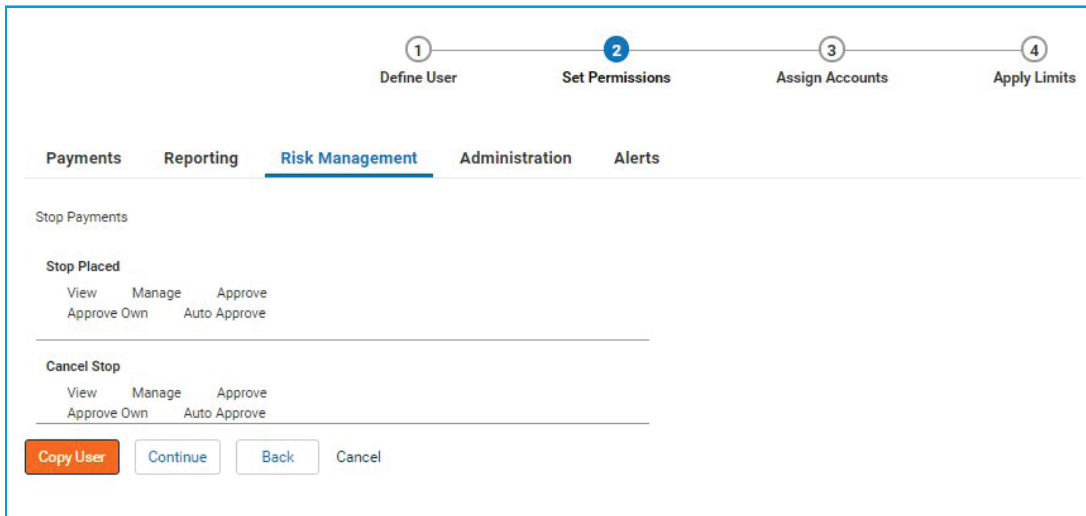 1 2 3 4
Define User Set Permissions Assign Accounts Apply Limits
Payments Reporting Risk Management Administration Alerts
Stop Payments
Stop Placed
View Manage Approve
Approve Own Auto Approve
Cancel Stop
View Manage Approve
Approve Own Auto Approve
Copy User Continue Back Cancel